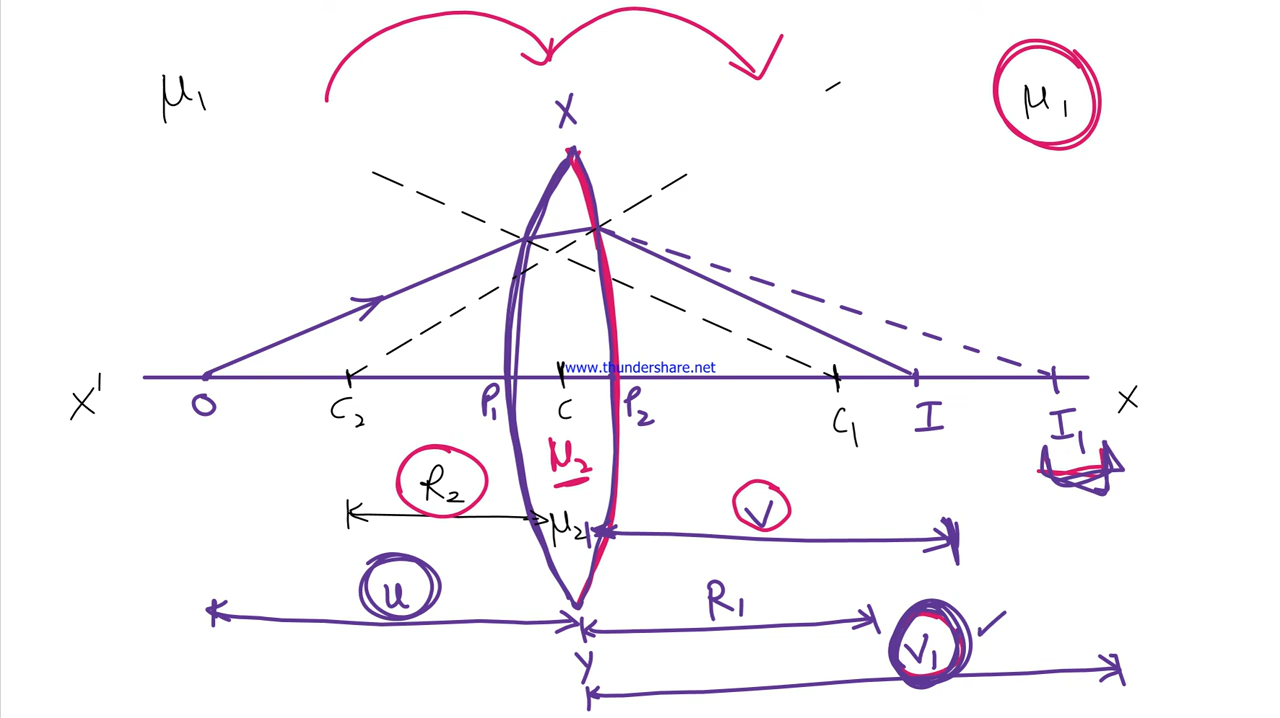 μ₁
μ₁
X
www.thundershare.net
X' O C₂ P₁ C P₂ C₁ I I₁ X
μ₂
R₂
μ₂
V
u
R₁
V₁
Y